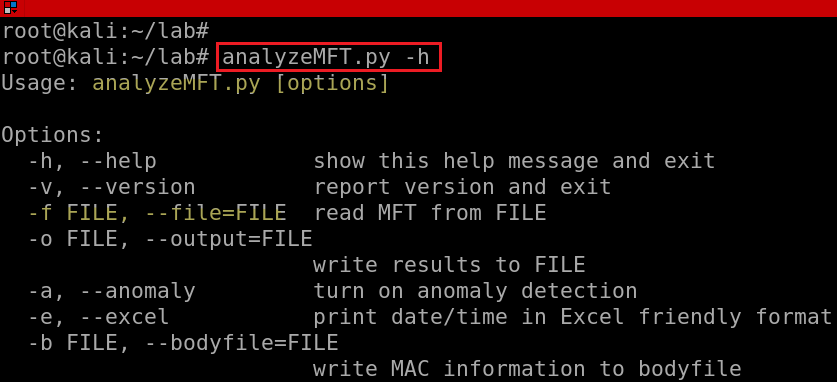 root@kali:~/lab#
root@kali:~/lab# analyzeMFT.py -h
Usage: analyzeMFT.py [options]
Options:
-h, --help show this help message and exit
-v, --version report version and exit
-f FILE, --file=FILE read MFT from FILE
-o FILE, --output=FILE
write results to FILE
-a, --anomaly turn on anomaly detection
-e, --excel print date/time in Excel friendly format
-b FILE, --bodyfile=FILE
write MAC information to bodyfile